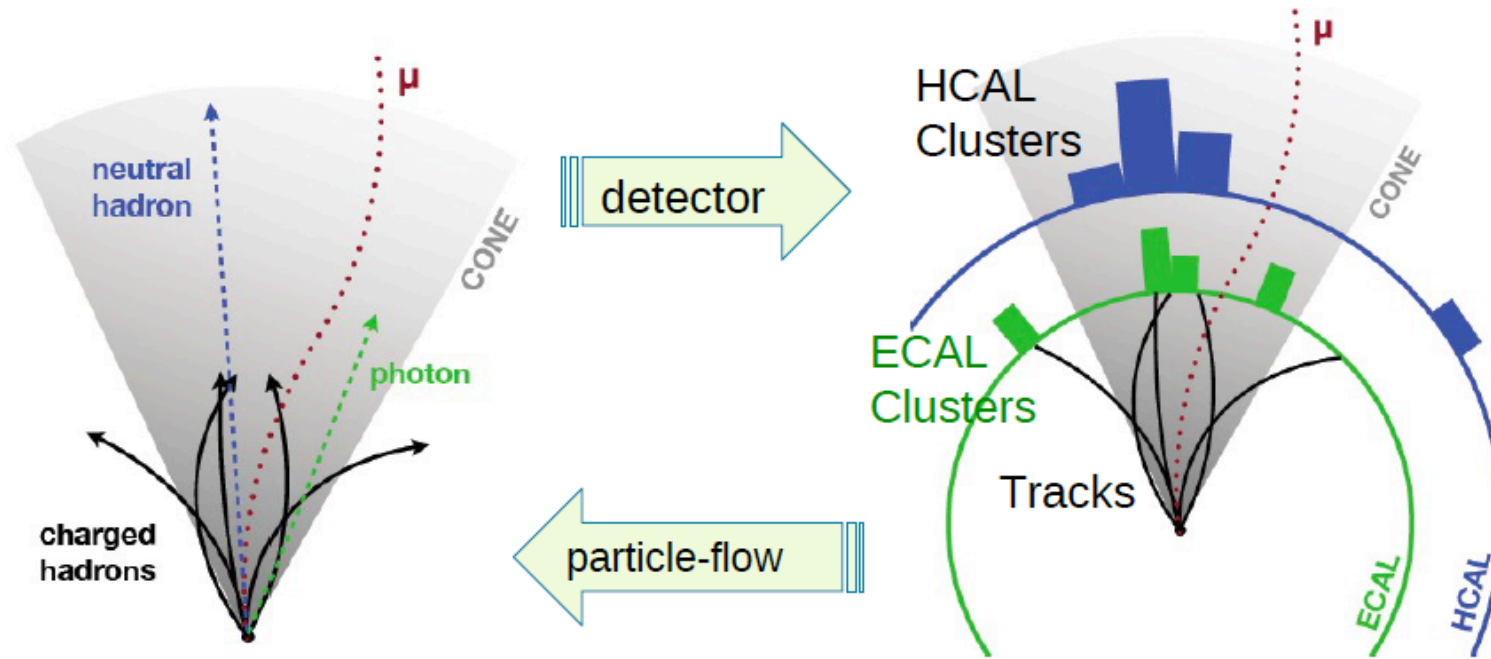 μ
neutral
hadron
CONE
photon
charged
hadrons
detector
particle-flow
μ
HCAL
Clusters
CONE
ECAL
Clusters
Tracks
ECAL
HCAL